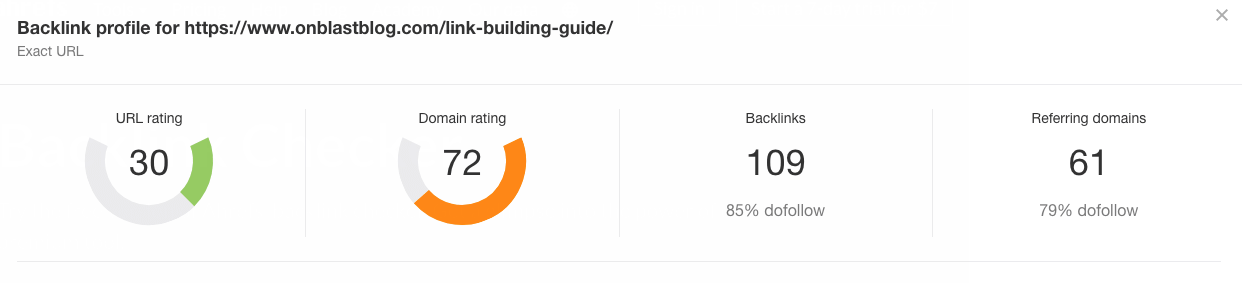 Backlink profile for https://www.onblastblog.com/link-building-guide/
Exact URL
URL rating
30
Domain rating
72
Backlinks
109
85% dofollow
Referring domains
61
79% dofollow